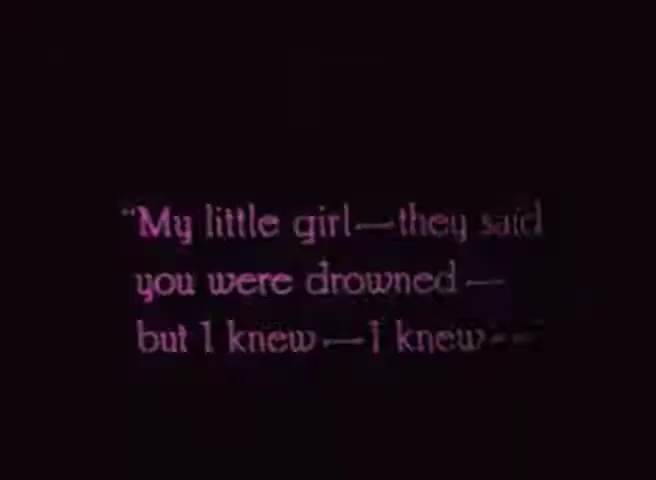 “My little girl—they said
you were drowned—
but I knew—I knew--